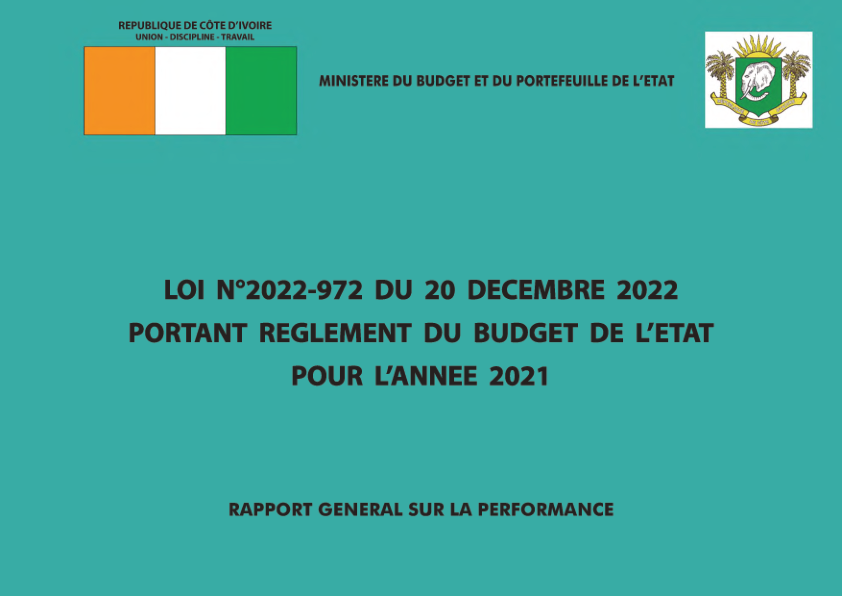 REPUBLIQUE DE CÔTE D'IVOIRE
UNION - DISCIPLINE - TRAVAIL
MINISTERE DU BUDGET ET DU PORTEFEUILLE DE L'ETAT
LOI N°2022-972 DU 20 DECEMBRE 2022
PORTANT REGLEMENT DU BUDGET DE L'ETAT
POUR L'ANNEE 2021
RAPPORT GENERAL SUR LA PERFORMANCE